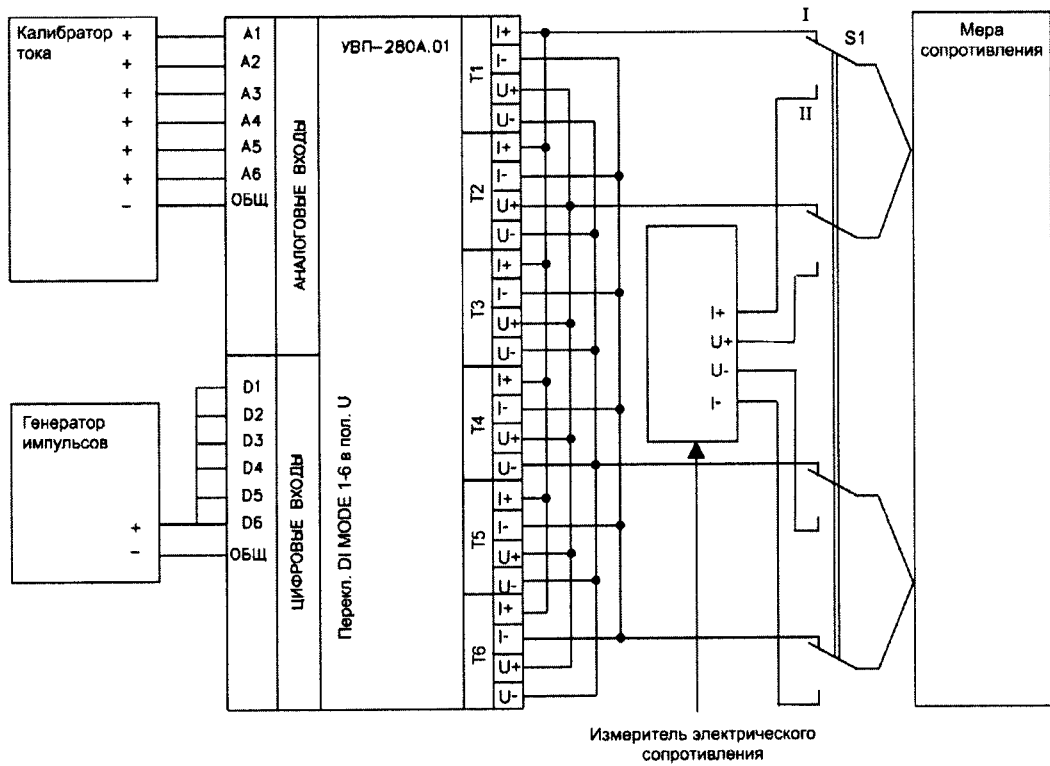 Калибратор
тока
+
+
+
+
+
+
−
A1
A2
A3
A4
A5
A6
ОБЩ
АНАЛОГОВЫЕ ВХОДЫ
Генератор
импульсов
+
−
D1
D2
D3
D4
D5
D6
ОБЩ
ЦИФРОВЫЕ ВХОДЫ
УВП-280А.01
Перекл. DI MODE 1-6 в пол. U
T1
I+
I-
U+
U-
T2
I+
I-
U+
U-
T3
I+
I-
U+
U-
T4
I+
I-
U+
U-
T5
I+
I-
U+
U-
T6
I+
I-
U+
U-
I
S1
II
I+
U+
U-
I-
Измеритель электрического
сопротивления
Мера
сопротивления